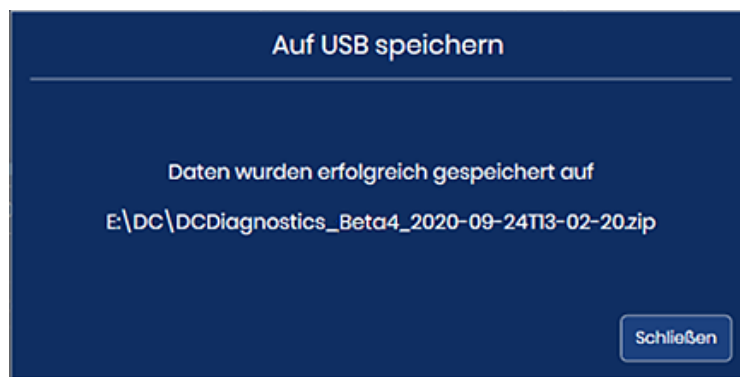 Auf USB speichern
Daten wurden erfolgreich gespeichert auf
E:\DC\DCDiagnostics_Beta4_2020-09-24T13-02-20.zip
Schließen